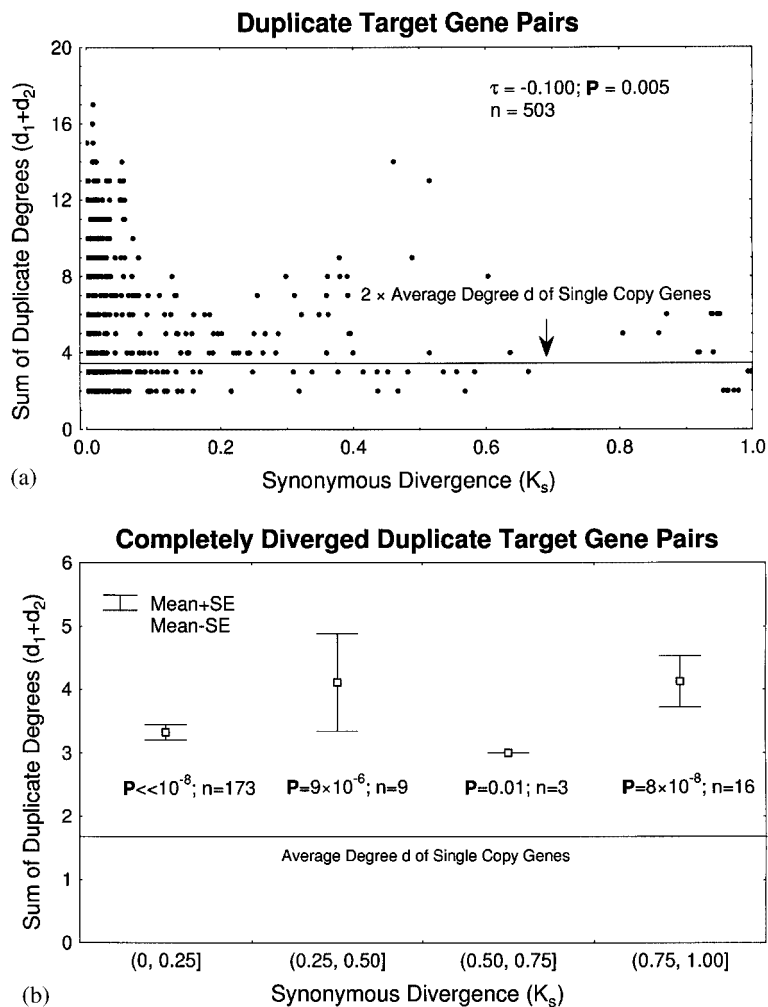 Duplicate Target Gene Pairs
20
16
12
8
4
0
Sum of Duplicate Degrees (d₁+d₂)
τ = -0.100; P = 0.005
n = 503
2 × Average Degree d of Single Copy Genes
0.0 0.2 0.4 0.6 0.8 1.0
(a) Synonymous Divergence (Kₛ)
Completely Diverged Duplicate Target Gene Pairs
6
5
4
3
2
1
0
Sum of Duplicate Degrees (d₁+d₂)
Mean+SE
Mean-SE
P<<10⁻⁸; n=173 P=9×10⁻⁶; n=9 P=0.01; n=3 P=8×10⁻⁸; n=16
Average Degree d of Single Copy Genes
(0, 0.25] (0.25, 0.50] (0.50, 0.75] (0.75, 1.00]
(b) Synonymous Divergence (Kₛ)